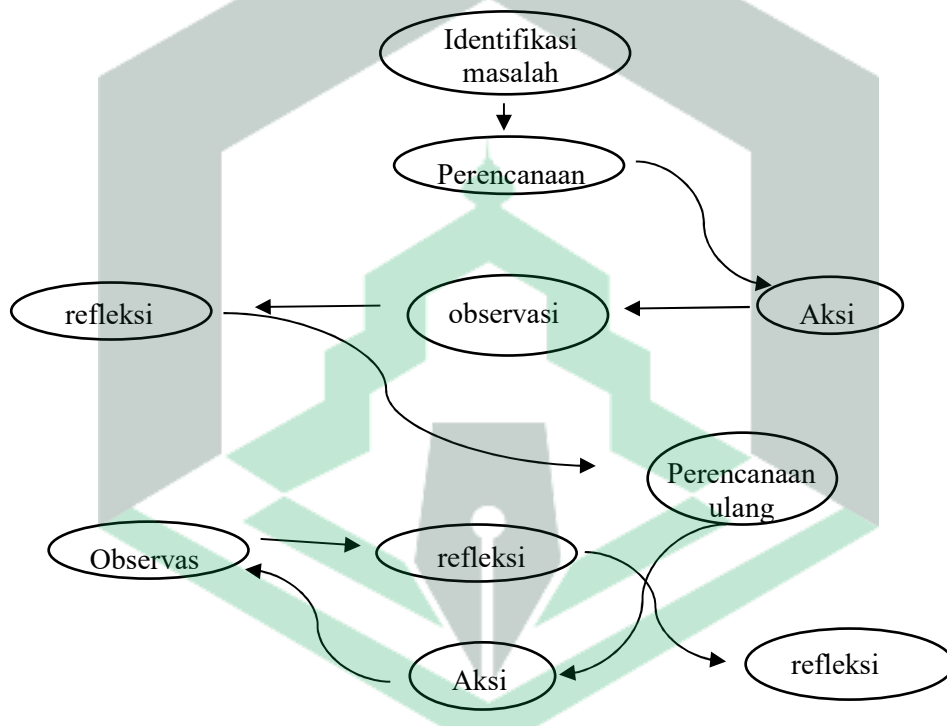 Identifikasi
masalah
Perencanaan
refleksi
observasi
Aksi
Perencanaan
ulang
Observas
refleksi
Aksi
refleksi